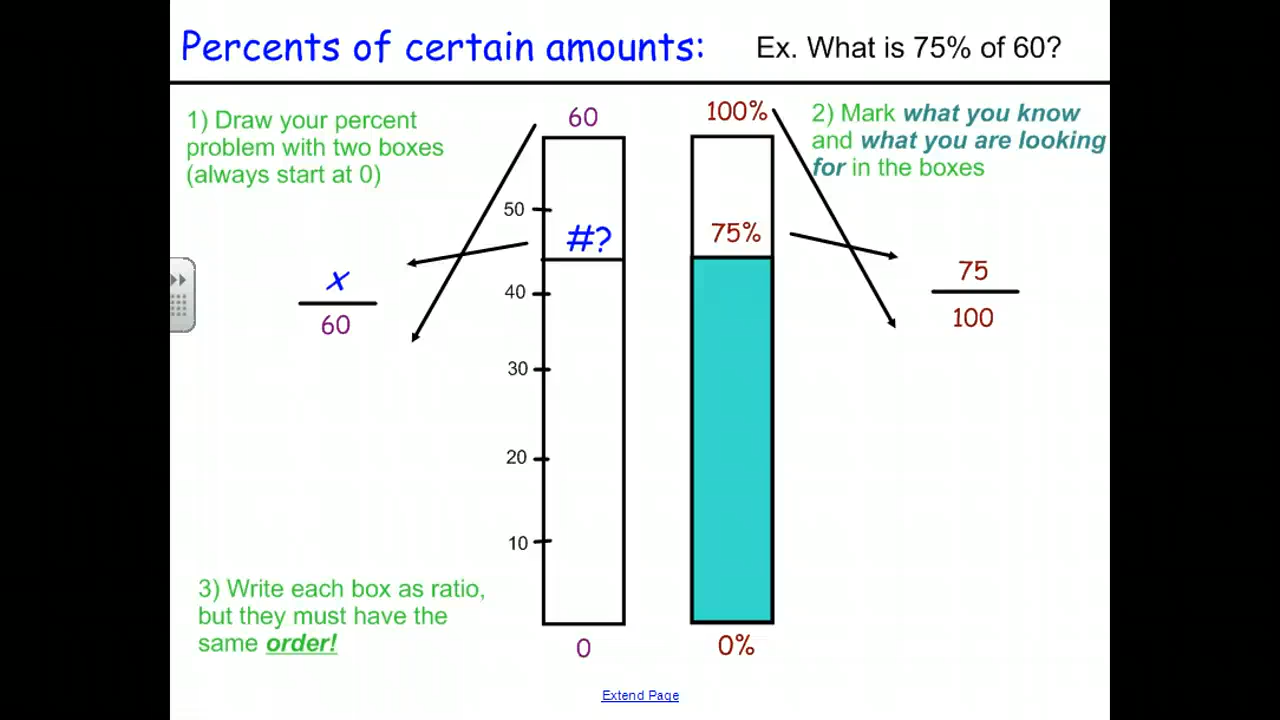 Percents of certain amounts:
Ex. What is 75% of 60?
1) Draw your percent
problem with two boxes
(always start at 0)
60
100%
2) Mark what you know
and what you are looking
for in the boxes
50
#?
75%
40
x
60
75
100
30
20
10
3) Write each box as ratio,
but they must have the
same order!
0
0%
Extend Page